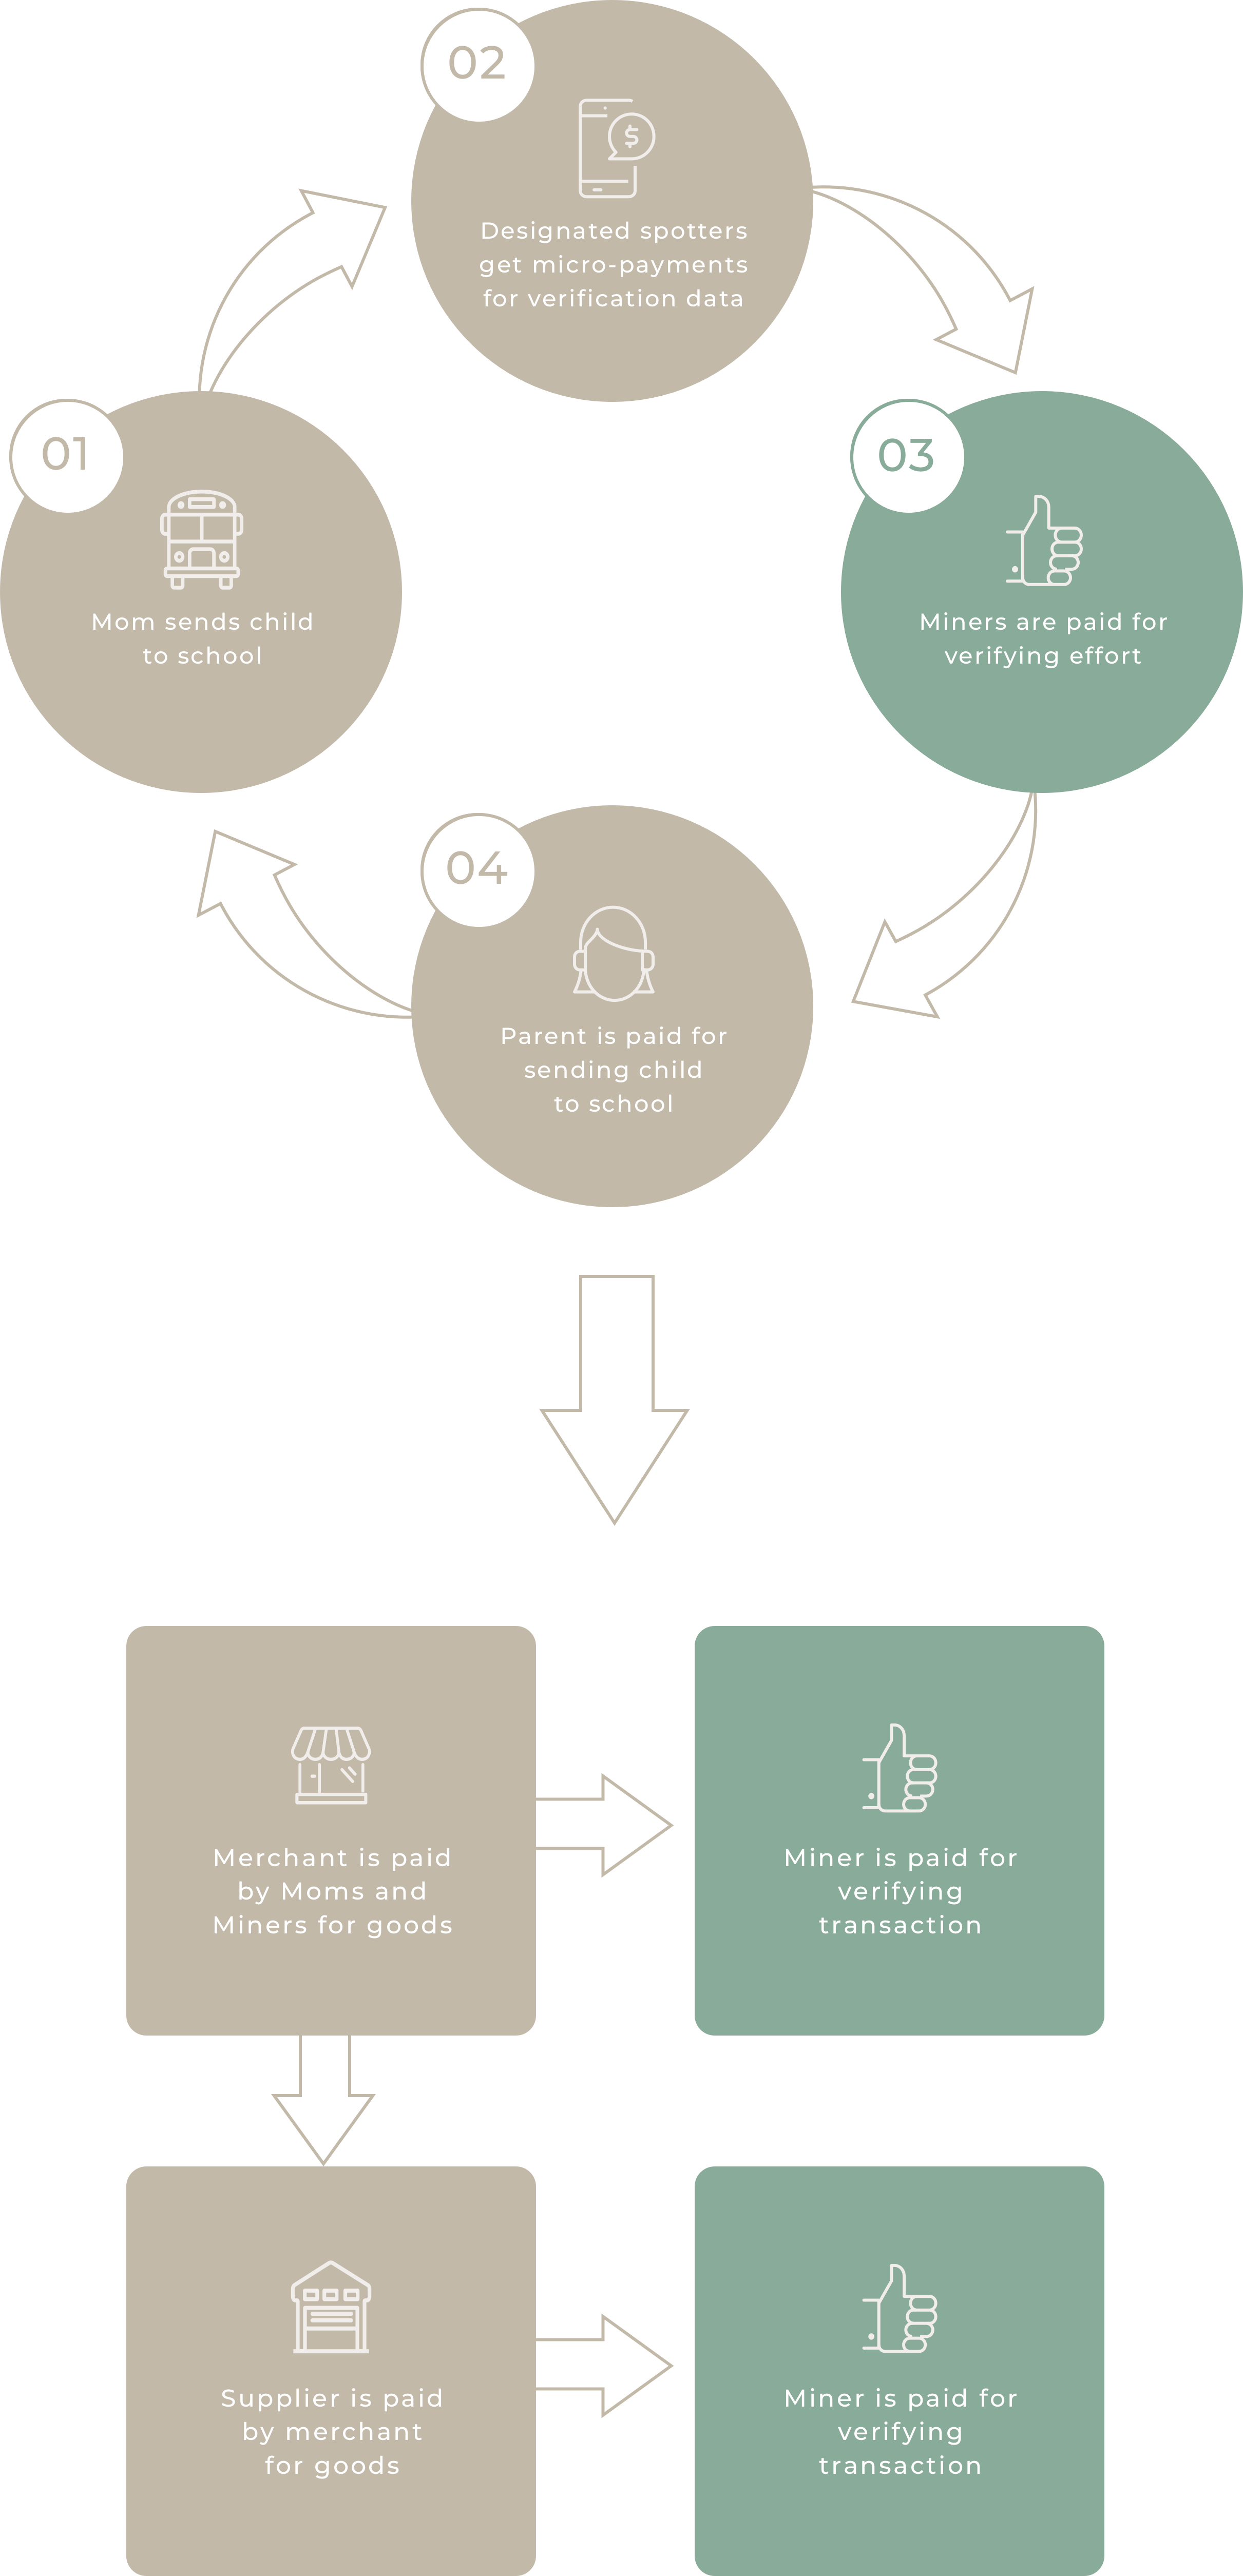 02
Designated spotters
get micro-payments
for verification data
01
Mom sends child
to school
03
Miners are paid for
verifying effort
04
Parent is paid for
sending child
to school
Merchant is paid
by Moms and
Miners for goods
Miner is paid for
verifying
transaction
Supplier is paid
by merchant
for goods
Miner is paid for
verifying
transaction